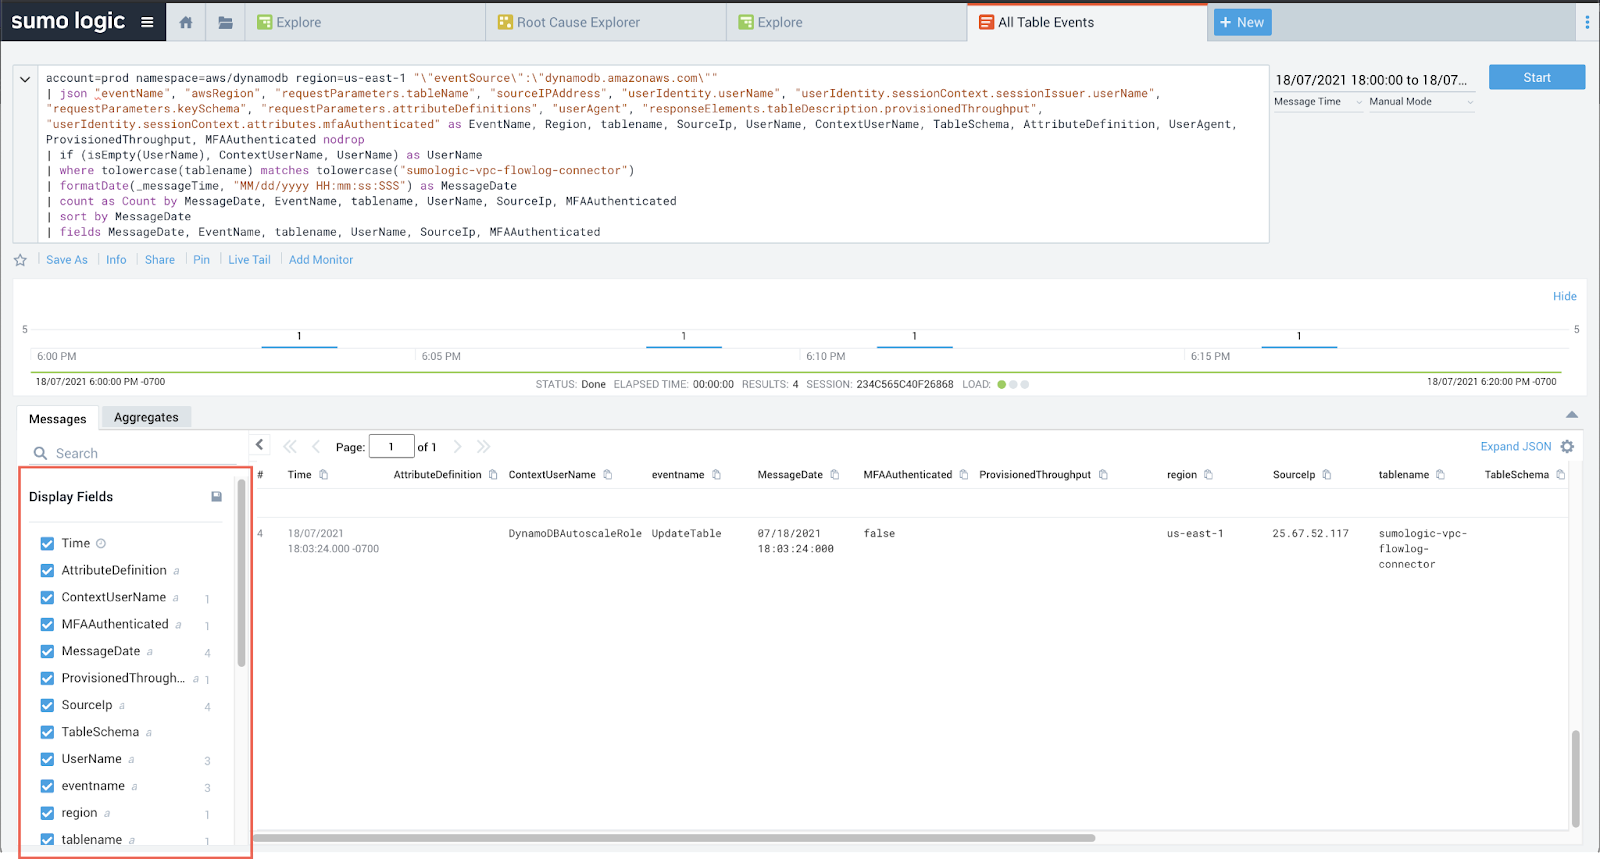 sumo logic
Explore
Root Cause Explorer
Explore
All Table Events
+ New
account=prod namespace=aws/dynamodb region=us-east-1 "\"eventSource\":\"dynamodb.amazonaws.com\""
| json "eventName", "awsRegion", "requestParameters.tableName", "sourceIPAddress", "userIdentity.userName", "userIdentity.sessionContext.sessionIssuer.userName",
"requestParameters.keySchema", "requestParameters.attributeDefinitions", "userAgent", "responseElements.tableDescription.provisionedThroughput",
"userIdentity.sessionContext.attributes.mfaAuthenticated" as EventName, Region, tablename, SourceIp, UserName, ContextUserName, TableSchema, AttributeDefinition, UserAgent,
ProvisionedThroughput, MFAAuthenticated nodrop
| if (isEmpty(UserName), ContextUserName, UserName) as UserName
| where tolowercase(tablename) matches tolowercase("sumologic-vpc-flowlog-connector")
| formatDate(_messageTime, "MM/dd/yyyy HH:mm:ss:SSS") as MessageDate
| count as Count by MessageDate, EventName, tablename, UserName, SourceIp, MFAAuthenticated
| sort by MessageDate
| fields MessageDate, EventName, tablename, UserName, SourceIp, MFAAuthenticated
18/07/2021 18:00:00 to 18/07...
Start
Message Time
Manual Mode
Save As
Info
Share
Pin
Live Tail
Add Monitor
Hide
5 1 1 1 1 5
6:00 PM 6:05 PM 6:10 PM 6:15 PM
18/07/2021 6:00:00 PM -0700
STATUS: Done ELAPSED TIME: 00:00:00 RESULTS: 4 SESSION: 234C565C40F26868 LOAD:
18/07/2021 6:20:00 PM -0700
Messages
Aggregates
Search
Page: 1 of 1
Expand JSON
Display Fields
Time
AttributeDefinition a
ContextUserName a 1
MFAAuthenticated a 1
MessageDate a 4
ProvisionedThrough... a 1
SourceIp a 4
TableSchema a
UserName a 3
eventname a 3
region a 1
tablename a 1
# Time AttributeDefinition ContextUserName eventname MessageDate MFAAuthenticated ProvisionedThroughput region SourceIp tablename TableSchema
4 18/07/2021 DynamoDBAutoscaleRole UpdateTable 07/18/2021 false us-east-1 25.67.52.117 sumologic-vpc-
18:03:24.000 -0700 18:03:24:000 flowlog-
connector